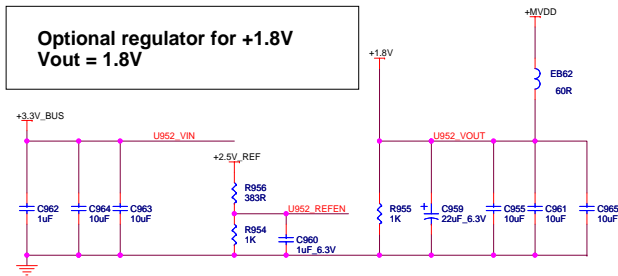 Optional regulator for +1.8V
Vout = 1.8V
+MVDD
+1.8V
EB62
60R
+3.3V_BUS
U952_VIN
+2.5V_REF
U952_VOUT
R956
383R
U952_REFEN
C962
1uF
C964
10uF
C963
10uF
R954
1K
C960
1uF_6.3V
R955
1K
+
C959
22uF_6.3V
C955
10uF
C961
10uF
C965
10uF